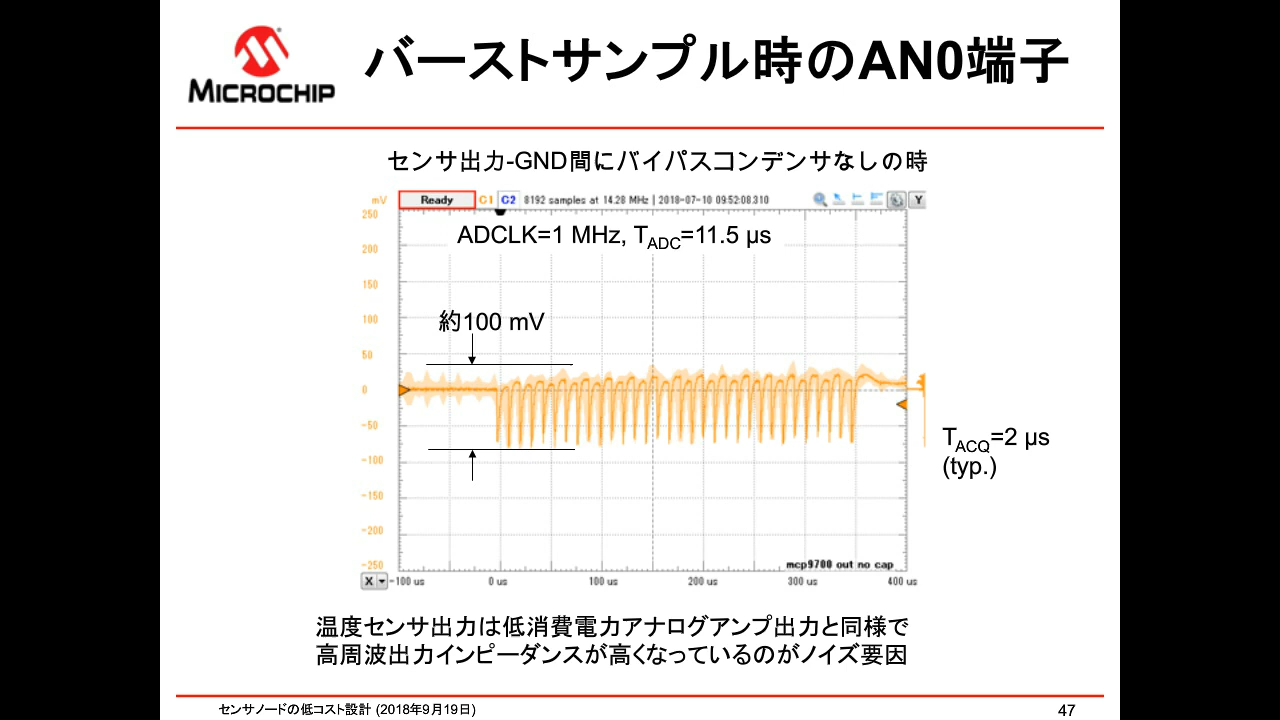 MICROCHIP
バーストサンプル時のAN0端子
センサ出力-GND間にバイパスコンデンサなしの時
mV
Ready C1 C2 8192 samples at 14.28 MHz | 2018-07-10 09:52:08.310 Y
250
200
150
100
50
0
-50
-100
-150
-200
-250
ADCLK=1 MHz, TADC=11.5 µs
約100 mV
TACQ=2 µs
(typ.)
mcp9700 out no cap
X -100 us 0 us 100 us 200 us 300 us 400 us
温度センサ出力は低消費電力アナログアンプ出力と同様で
高周波出力インピーダンスが高くなっているのがノイズ要因
センサノードの低コスト設計 (2018年9月19日)
47